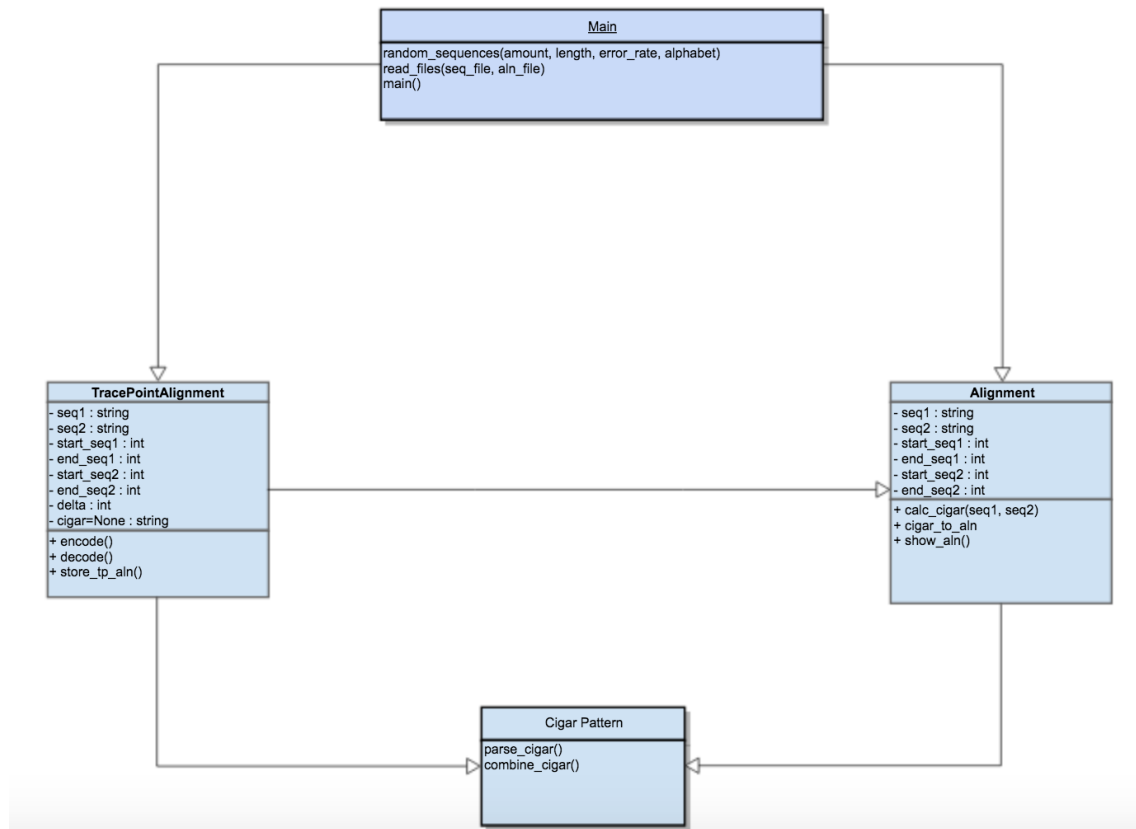 Main
random_sequences(amount, length, error_rate, alphabet)
read_files(seq_file, aln_file)
main()
TracePointAlignment
- seq1 : string
- seq2 : string
- start_seq1 : int
- end_seq1 : int
- start_seq2 : int
- end_seq2 : int
- delta : int
- cigar=None : string
+ encode()
+ decode()
+ store_tp_aln()
Alignment
- seq1 : string
- seq2 : string
- start_seq1 : int
- end_seq1 : int
- start_seq2 : int
- end_seq2 : int
+ calc_cigar(seq1, seq2)
+ cigar_to_aln
+ show_aln()
Cigar Pattern
parse_cigar()
combine_cigar()